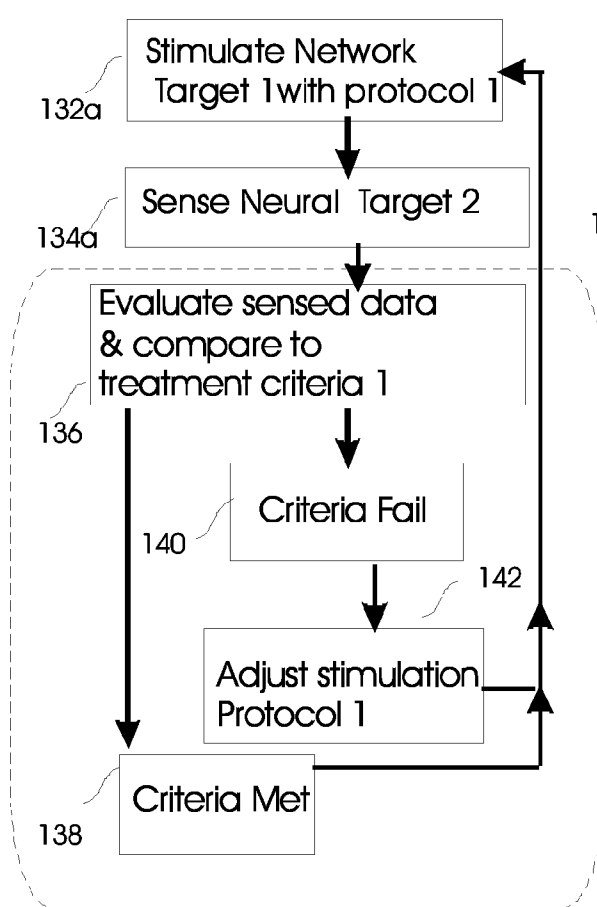 Stimulate Network
Target 1with protocol 1
132a
Sense Neural Target 2
134a
1
Evaluate sensed data
& compare to
treatment criteria 1
136
Criteria Fail
140
142
Adjust stimulation
Protocol 1
Criteria Met
138